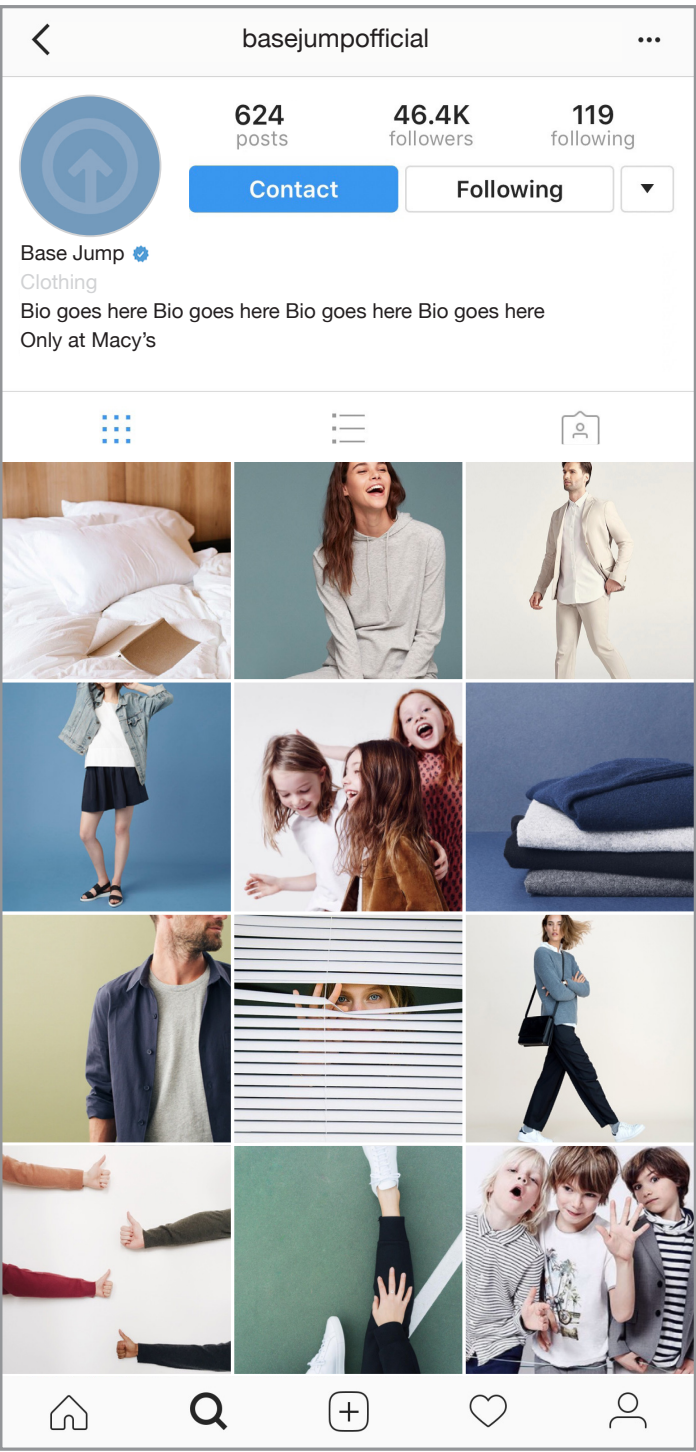 basejumpofficial
624 46.4K 119
posts followers following
Contact Following
Base Jump
Clothing
Bio goes here Bio goes here Bio goes here Bio goes here
Only at Macy’s